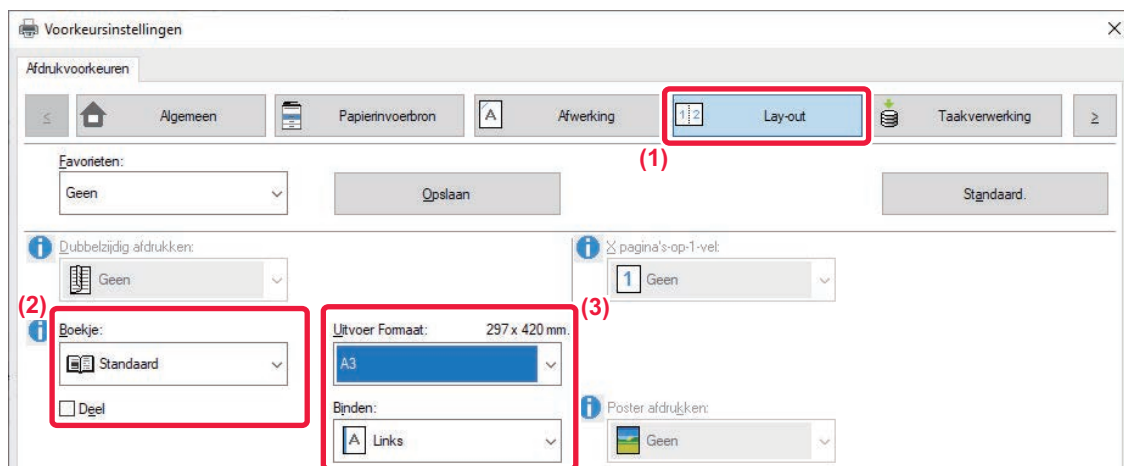 Voorkeursinstellingen
Afdrukvoorkeuren
Algemeen
Papierinvoerbron
Afwerking
Lay-out
Taakverwerking
(1)
Favorieten:
Geen
Opslaan
Standaard.
Dubbelzijdig afdrukken:
Geen
X pagina's-op-1-vel:
1 Geen
(2)
(3)
Boekje:
Standaard
Deel
Uitvoer Formaat: 297 x 420 mm.
A3
Binden:
A Links
Poster afdrukken:
Geen